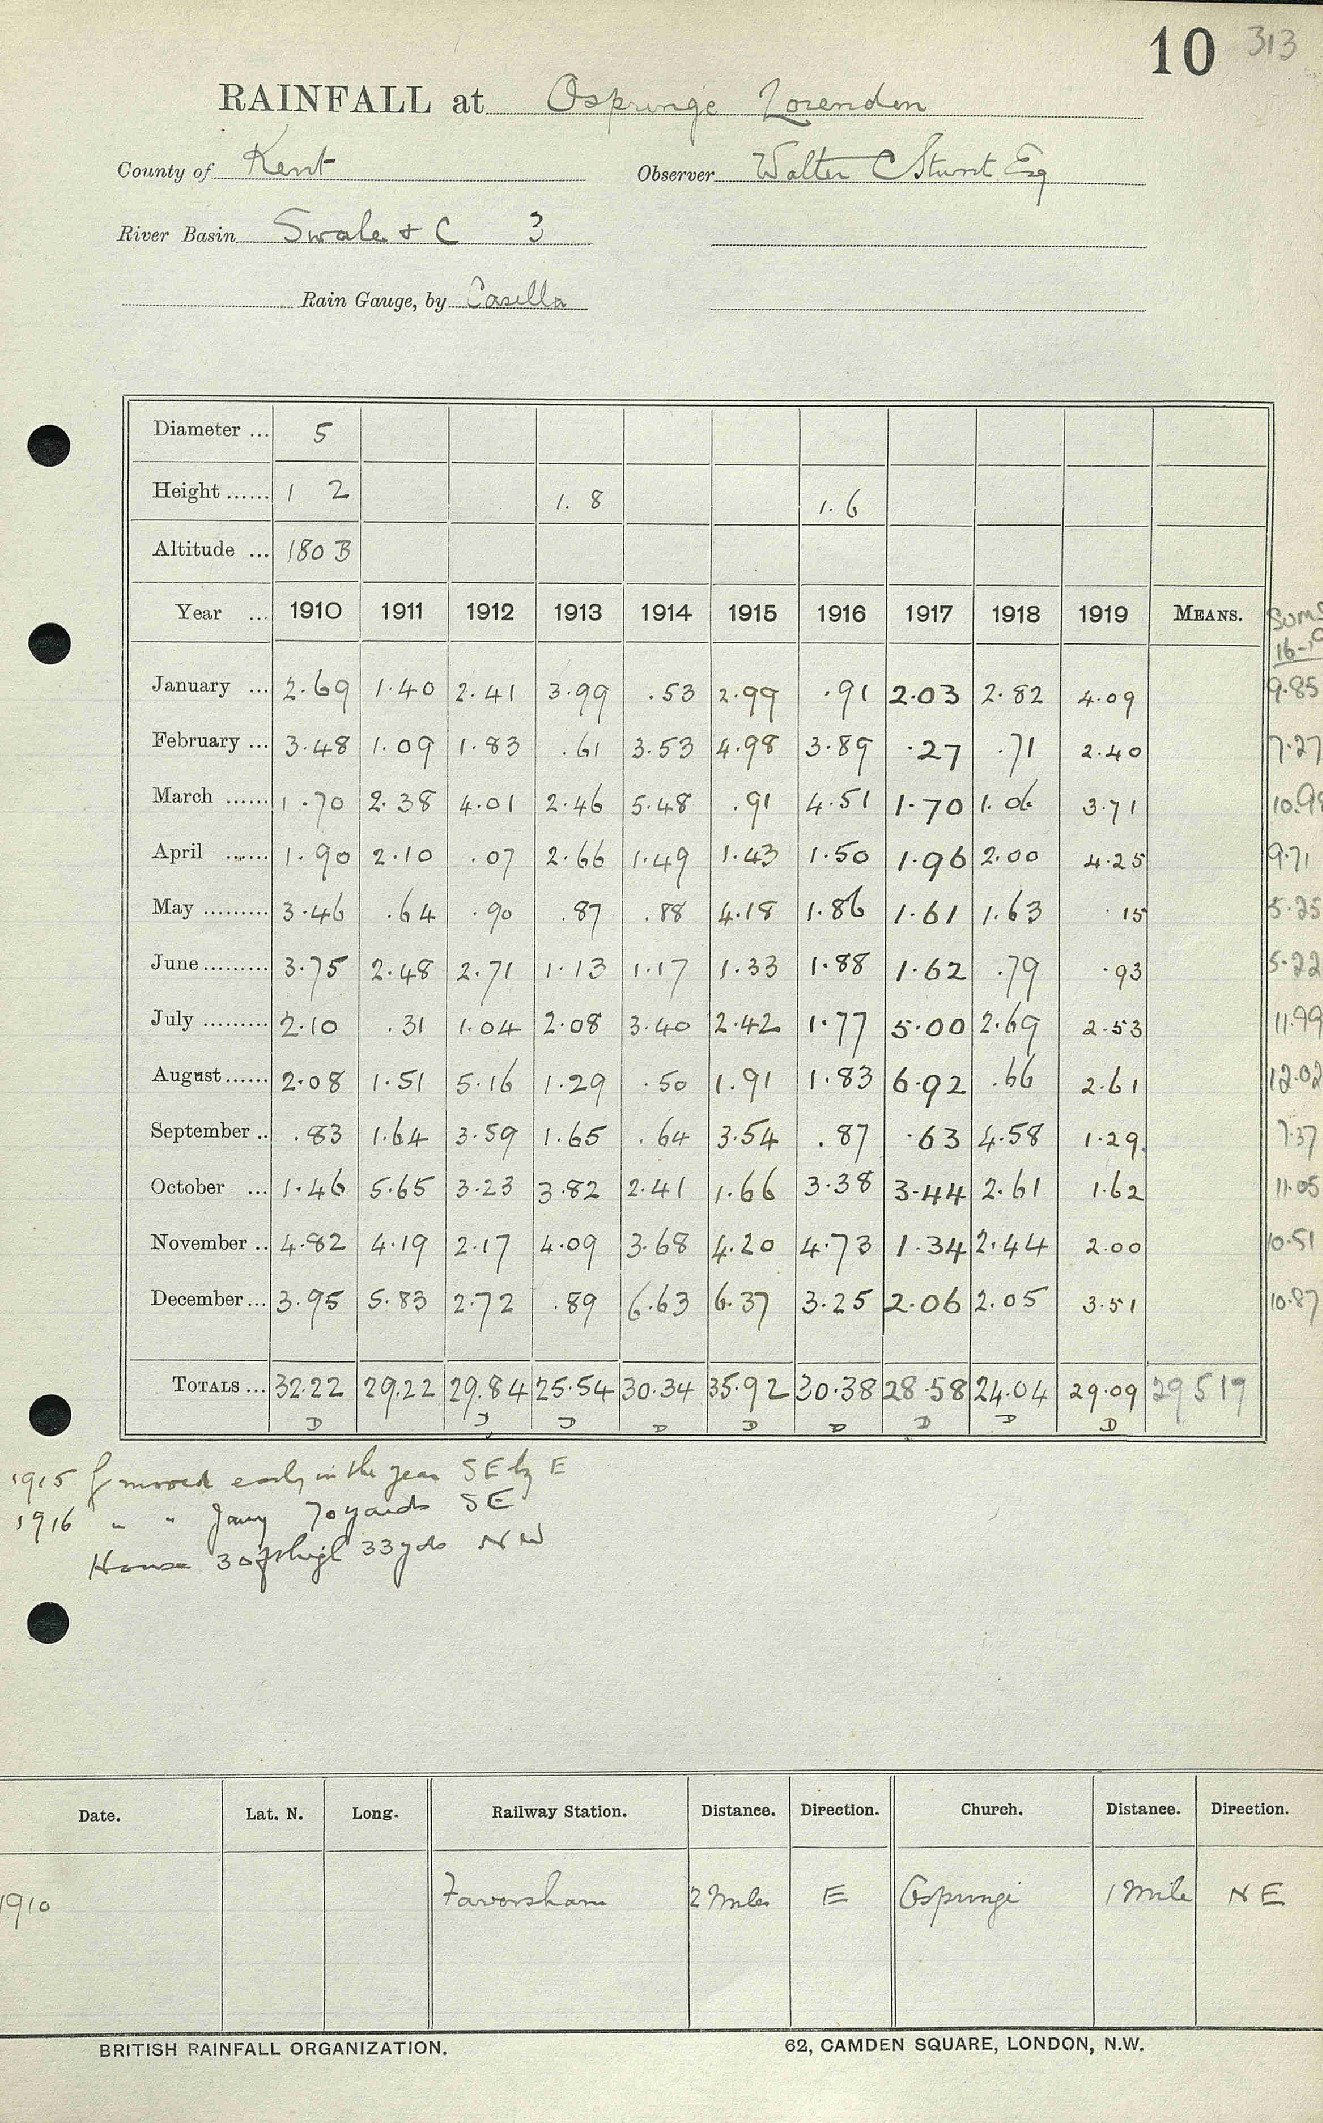 10 313
RAINFALL at Ospringe Lorenden
County of Kent Observer Walter C Stunt Esq
River Basin Swale & C 3
Rain Gauge, by Casella
Diameter ... 5
Height ...... 1 2 1. 8 1. 6
Altitude ... 180 B
Year ... 1910 1911 1912 1913 1914 1915 1916 1917 1918 1919 MEANS. Sums
16-19
January ... 2.69 1.40 2.41 3.99 .53 2.99 .91 2.03 2.82 4.09 9.85
February ... 3.48 1.09 1.83 .61 3.53 4.98 3.89 .27 .71 2.40 7.27
March ...... 1.70 2.38 4.01 2.46 5.48 .91 4.51 1.70 1.06 3.71 10.98
April ...... 1.90 2.10 .07 2.66 1.49 1.43 1.50 1.96 2.00 4.25 9.71
May ......... 3.46 .64 .90 .87 .88 4.18 1.86 1.61 1.63 .15 5.25
June ......... 3.75 2.48 2.71 1.13 1.17 1.33 1.88 1.62 .79 .93 5.22
July ......... 2.10 .31 1.04 2.08 3.40 2.42 1.77 5.00 2.69 2.53 11.99
August ...... 2.08 1.51 5.16 1.29 .50 1.91 1.83 6.92 .66 2.61 12.02
September .. .83 1.64 3.59 1.65 .64 3.54 .87 .63 4.58 1.29 7.37
October ... 1.46 5.65 3.23 3.82 2.41 1.66 3.38 3.44 2.61 1.62 11.05
November .. 4.82 4.19 2.17 4.09 3.68 4.20 4.73 1.34 2.44 2.00 10.51
December ... 3.95 5.83 2.72 .89 6.63 6.37 3.25 2.06 2.05 3.51 10.87
TOTALS ... 32.22 29.22 29.84 25.54 30.34 35.92 30.38 28.58 24.04 29.09 29519
D D D D D D D D D
1915 moved early in the year SE by E
1916 " " Jany 70 yards SE
House 30 ft high 33 yds NW
Date. Lat. N. Long. Railway Station. Distance. Direction. Church. Distance. Direction.
1910 Faversham 2 Miles E Ospringe 1 Mile NE
BRITISH RAINFALL ORGANIZATION. 62, CAMDEN SQUARE, LONDON, N.W.